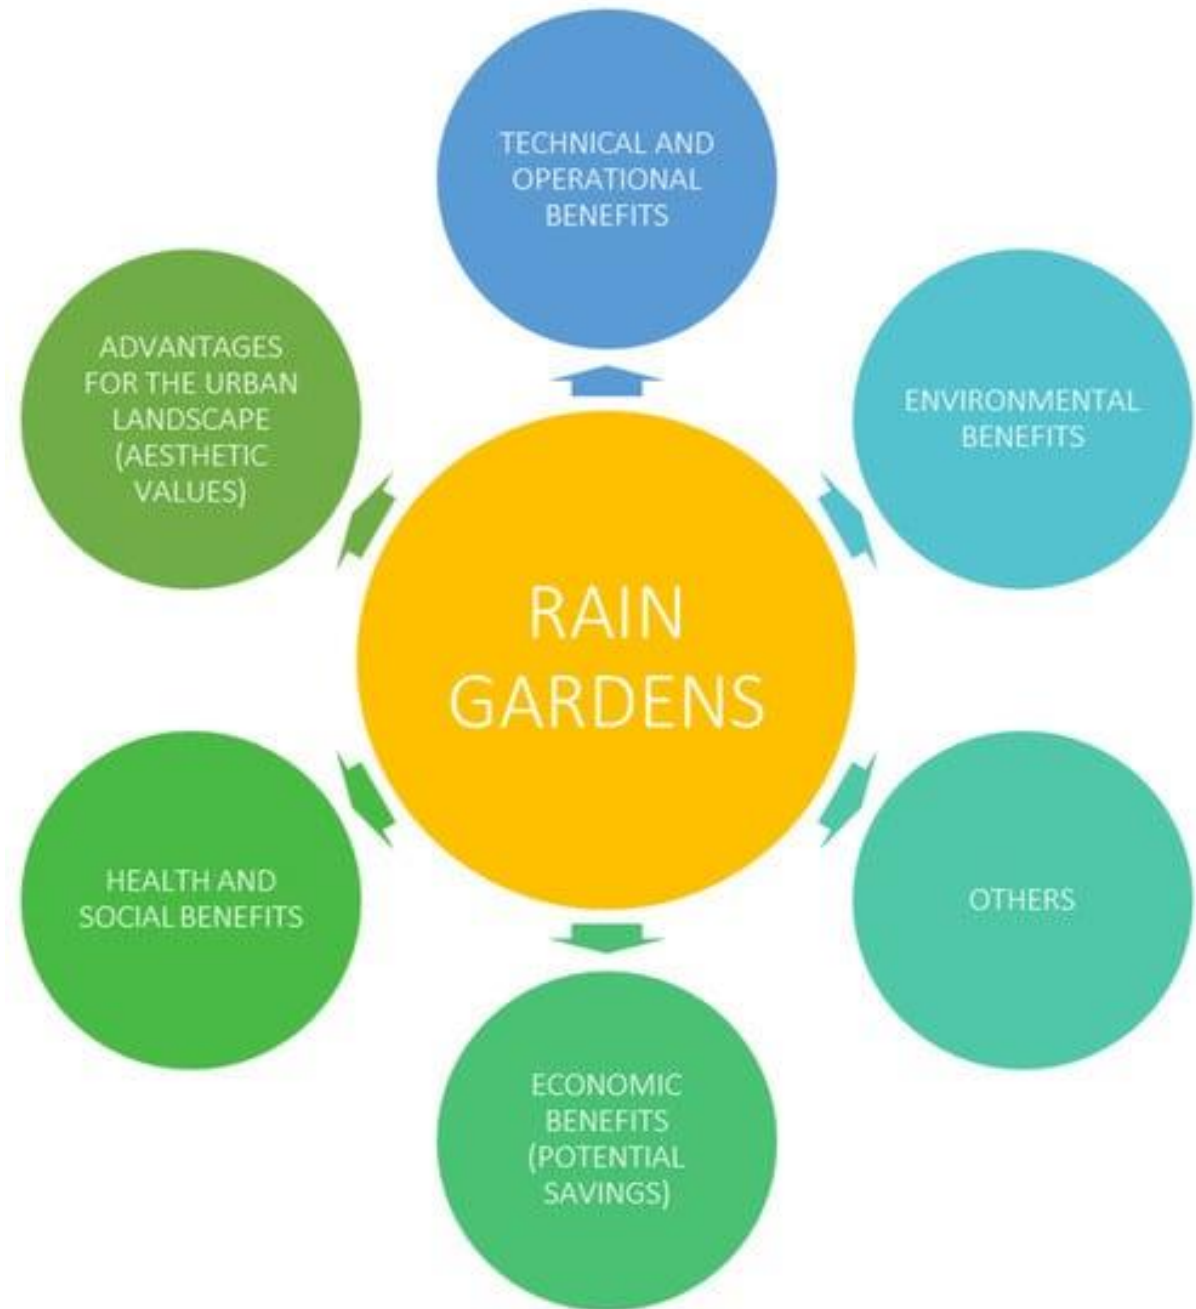 TECHNICAL AND
OPERATIONAL
BENEFITS
ADVANTAGES
FOR THE URBAN
LANDSCAPE
(AESTHETIC
VALUES)
ENVIRONMENTAL
BENEFITS
RAIN
GARDENS
HEALTH AND
SOCIAL BENEFITS
OTHERS
ECONOMIC
BENEFITS
(POTENTIAL
SAVINGS)